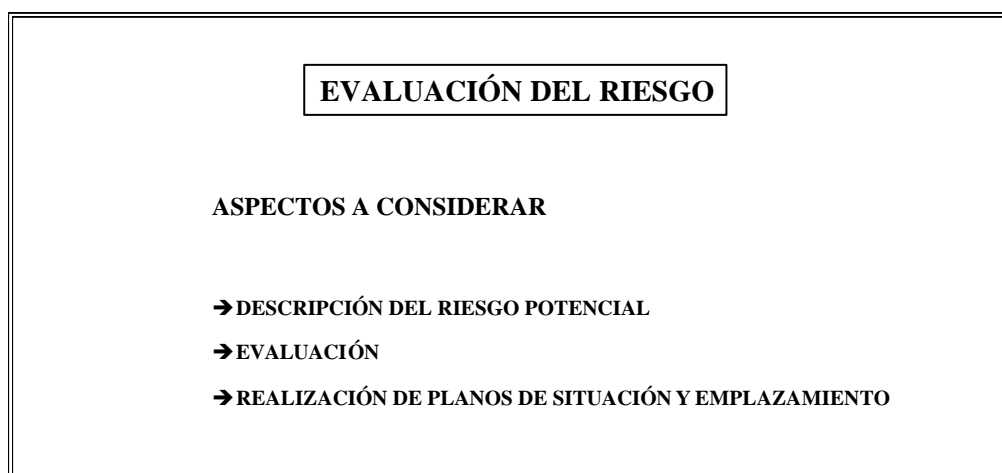 EVALUACIÓN DEL RIESGO
ASPECTOS A CONSIDERAR
➔DESCRIPCIÓN DEL RIESGO POTENCIAL
➔EVALUACIÓN
➔REALIZACIÓN DE PLANOS DE SITUACIÓN Y EMPLAZAMIENTO